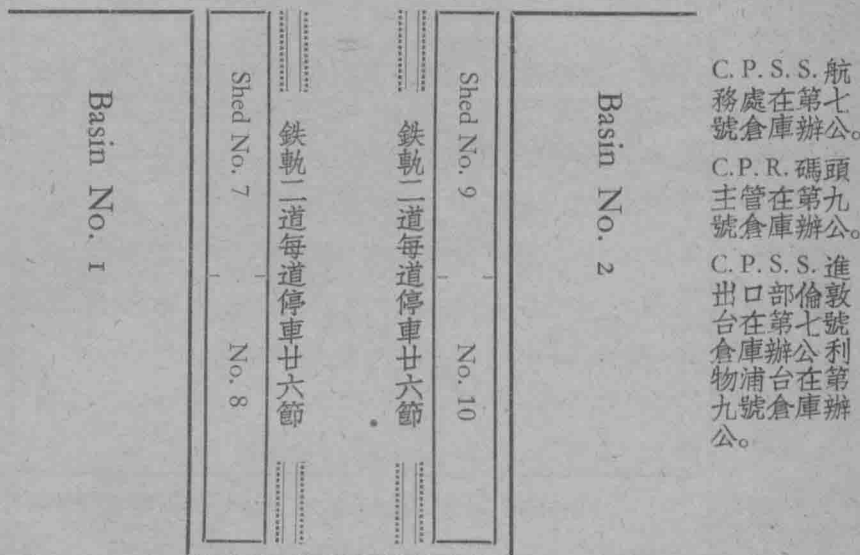 C. P. S. S. 航
務處在第七
號倉庫辦公。
C. P. R. 碼頭
主管在第九
號倉庫辦公。
C. P. S. S. 進
出口部倫敦
台在第七號
倉庫辦公利
物浦台在第
九號倉庫辦
公。
Basin No. 2
Shed No. 9
No. 10
鉄軌二道每道停車廿六節
鉄軌二道每道停車廿六節
Shed No. 7
No. 8
Basin No. 1